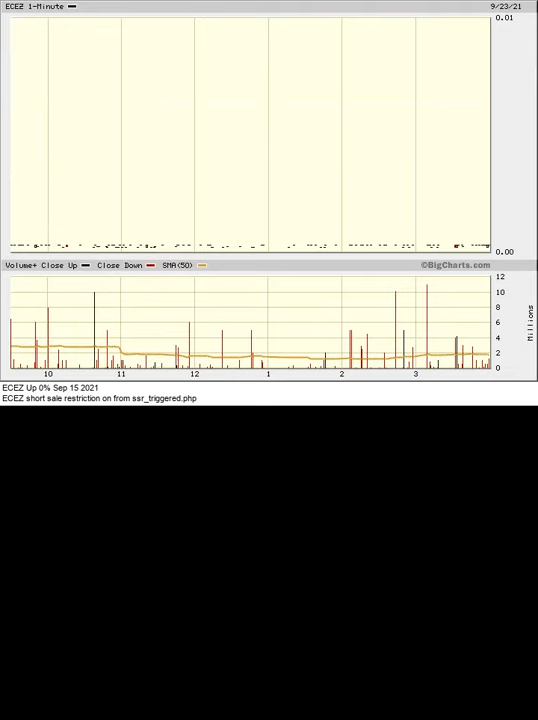 ECEZ 1-Minute 9/23/21
0.01
0.00
Volume+ Close Up Close Down SMA(50) ©BigCharts.com
12
10
8
6
4
2
0
Millions
10 11 12 1 2 3
ECEZ Up 0% Sep 15 2021
ECEZ short sale restriction on from ssr_triggered.php